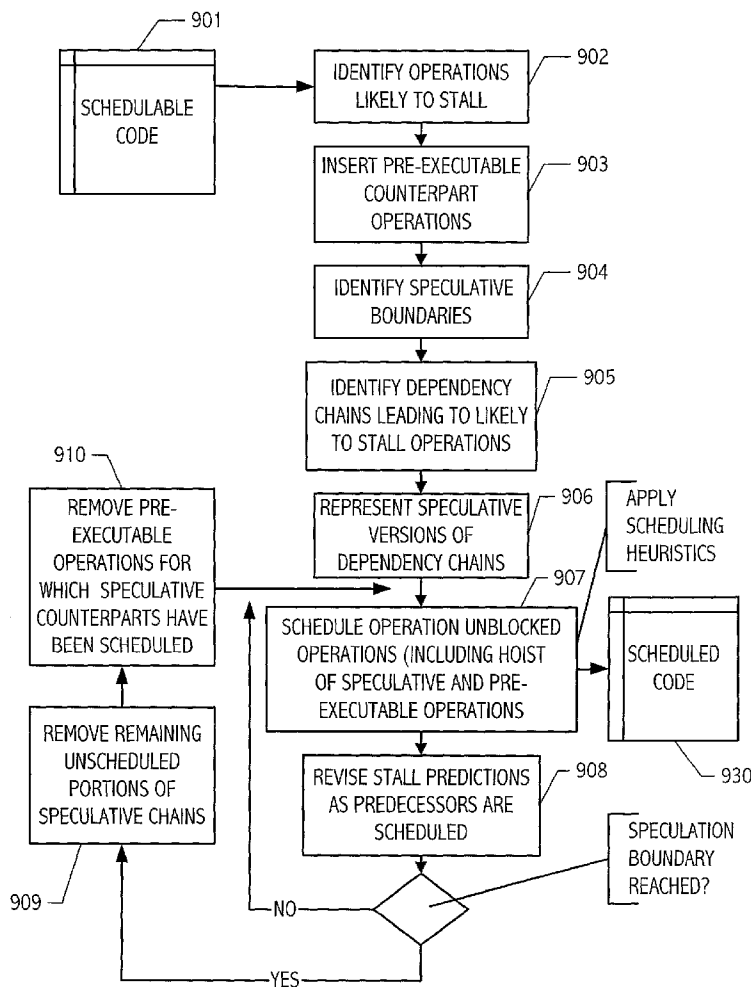 901
SCHEDULABLE
CODE
IDENTIFY OPERATIONS
LIKELY TO STALL
902
INSERT PRE-EXECUTABLE
COUNTERPART
OPERATIONS
903
IDENTIFY SPECULATIVE
BOUNDARIES
904
IDENTIFY DEPENDENCY
CHAINS LEADING TO LIKELY
TO STALL OPERATIONS
905
REPRESENT SPECULATIVE
VERSIONS OF
DEPENDENCY CHAINS
906
907
SCHEDULE OPERATION UNBLOCKED
OPERATIONS (INCLUDING HOIST
OF SPECULATIVE AND PRE-
EXECUTABLE OPERATIONS
APPLY
SCHEDULING
HEURISTICS
SCHEDULED
CODE
930
REVISE STALL PREDICTIONS
AS PREDECESSORS ARE
SCHEDULED
908
SPECULATION
BOUNDARY
REACHED?
NO
YES
REMOVE REMAINING
UNSCHEDULED
PORTIONS OF
SPECULATIVE CHAINS
909
910
REMOVE PRE-
EXECUTABLE
OPERATIONS FOR
WHICH SPECULATIVE
COUNTERPARTS HAVE
BEEN SCHEDULED